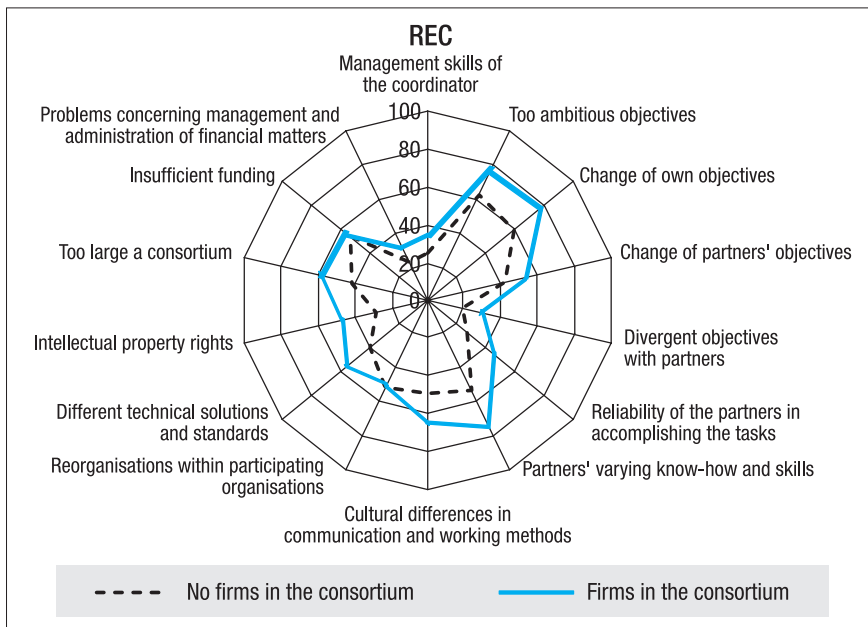 REC
Management skills of
the coordinator
Too ambitious objectives
Change of own objectives
Change of partners' objectives
Divergent objectives
with partners
Reliability of the partners in
accomplishing the tasks
Partners' varying know-how and skills
Cultural differences in
communication and working methods
Reorganisations within participating
organisations
Different technical solutions
and standards
Intellectual property rights
Too large a consortium
Insufficient funding
Problems concerning management and
administration of financial matters
100
80
60
40
20
0
No firms in the consortium
Firms in the consortium